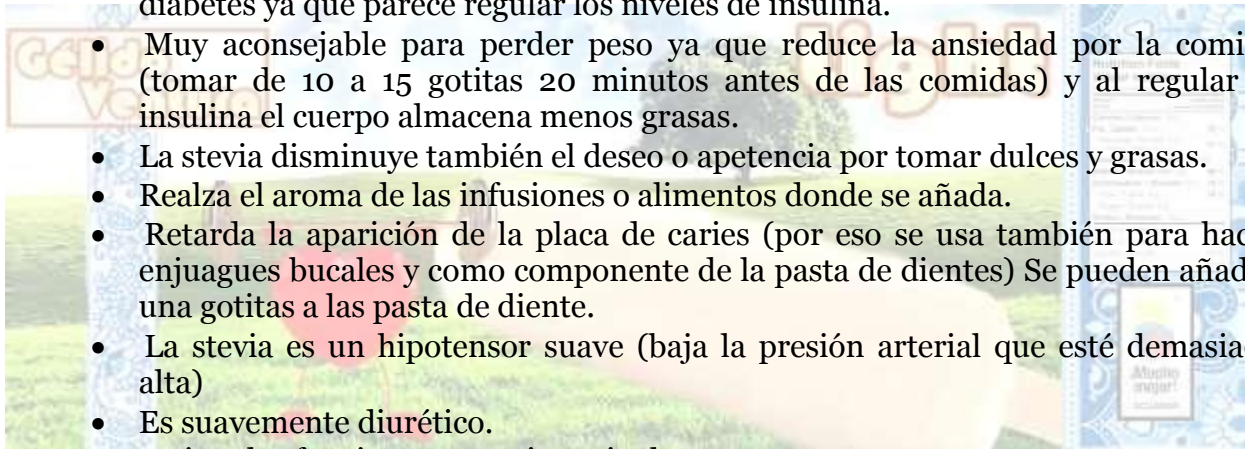 diabetes ya que parece regular los niveles de insulina.
• Muy aconsejable para perder peso ya que reduce la ansiedad por la comi
(tomar de 10 a 15 gotitas 20 minutos antes de las comidas) y al regular
insulina el cuerpo almacena menos grasas.
• La stevia disminuye también el deseo o apetencia por tomar dulces y grasas.
• Realza el aroma de las infusiones o alimentos donde se añada.
• Retarda la aparición de la placa de caries (por eso se usa también para hac
enjuagues bucales y como componente de la pasta de dientes) Se pueden añad
una gotitas a las pasta de diente.
• La stevia es un hipotensor suave (baja la presión arterial que esté demasia
alta)
• Es suavemente diurético.
light
Mucho
mejor!